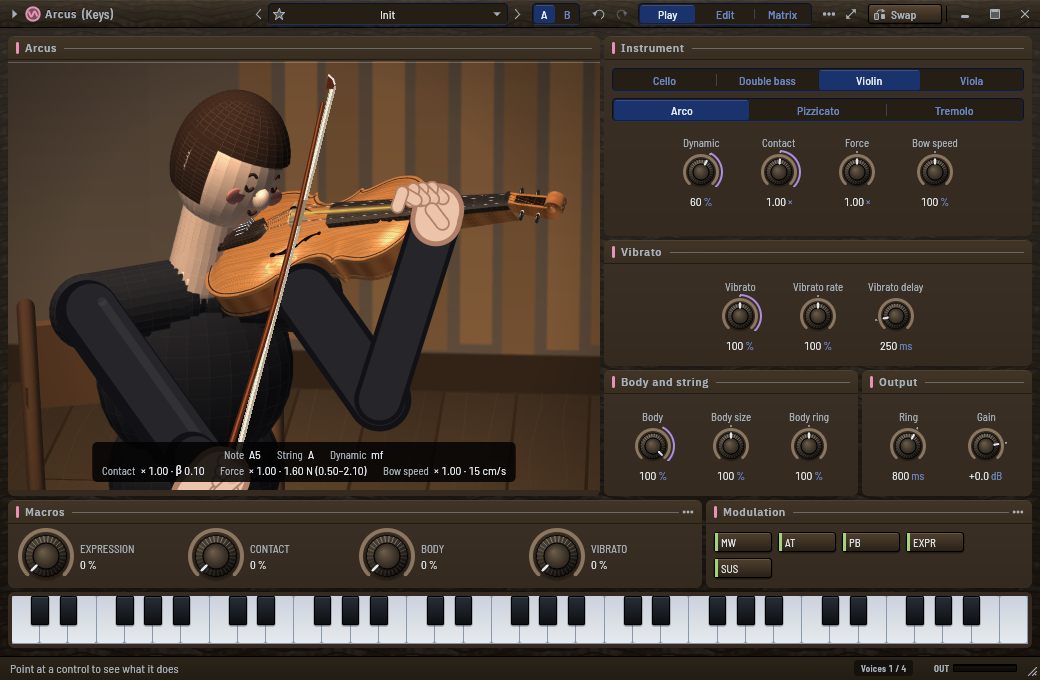 Arcus (Keys)
Init
A B
Play Edit Matrix
Swap
Arcus
Note A5 String A Dynamic mf
Contact × 1.00 · β 0.10 Force × 1.00 · 1.60 N (0.50–2.10) Bow speed × 1.00 · 15 cm/s
Instrument
Cello Double bass Violin Viola
Arco Pizzicato Tremolo
Dynamic Contact Force Bow speed
60 % 1.00 × 1.00 × 100 %
Vibrato
Vibrato Vibrato rate Vibrato delay
100 % 100 % 250 ms
Body and string
Body Body size Body ring
100 % 100 % 100 %
Output
Ring Gain
800 ms +0.0 dB
Macros
EXPRESSION
0 %
CONTACT
0 %
BODY
0 %
VIBRATO
0 %
Modulation
MW AT PB EXPR
SUS
Point at a control to see what it does
Voices 1 / 4 OUT